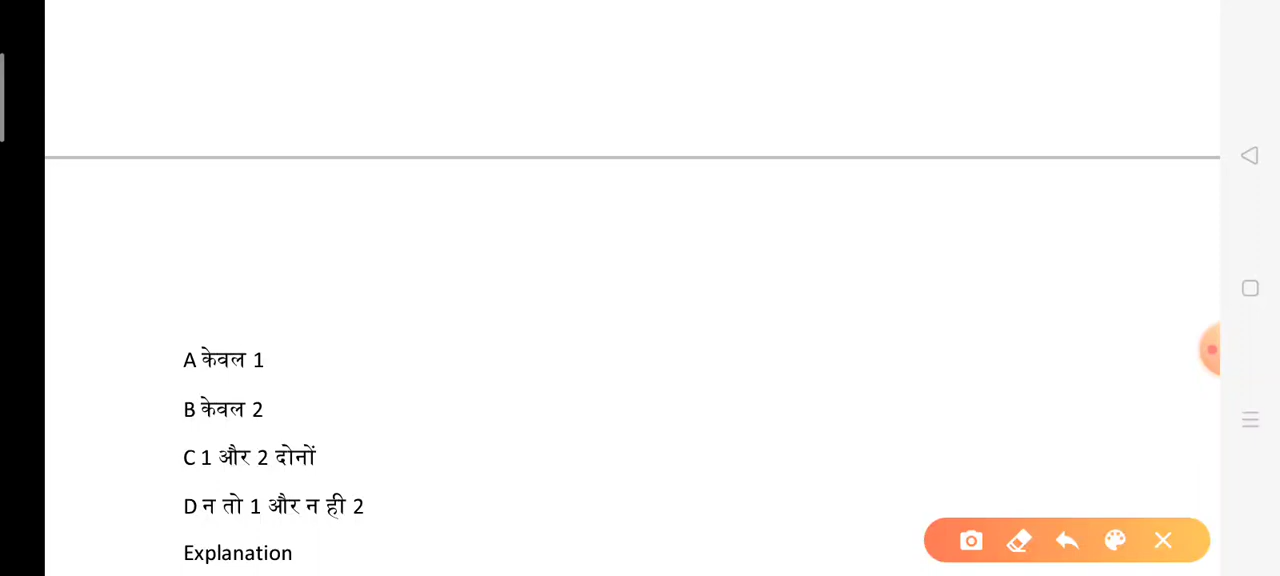 A केवल 1
B केवल 2
C 1 और 2 दोनों
D न तो 1 और न ही 2
Explanation